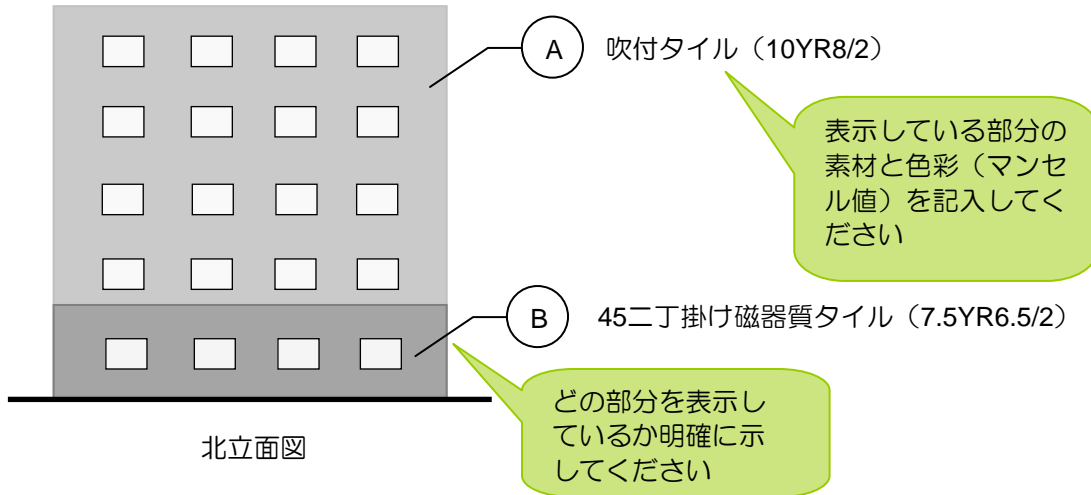 A 吹付タイル（10YR8/2）
表示している部分の
素材と色彩（マンセ
ル値）を記入してく
ださい
B 45二丁掛け磁器質タイル（7.5YR6.5/2）
どの部分を表示し
ているか明確に示
してください
北立面図